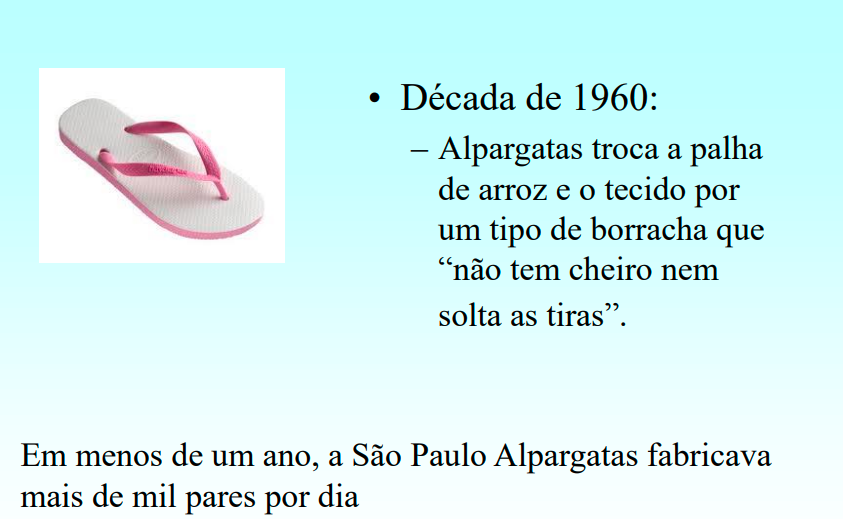 • Década de 1960:
– Alpargatas troca a palha
de arroz e o tecido por
um tipo de borracha que
“não tem cheiro nem
solta as tiras”.
Em menos de um ano, a São Paulo Alpargatas fabricava
mais de mil pares por dia